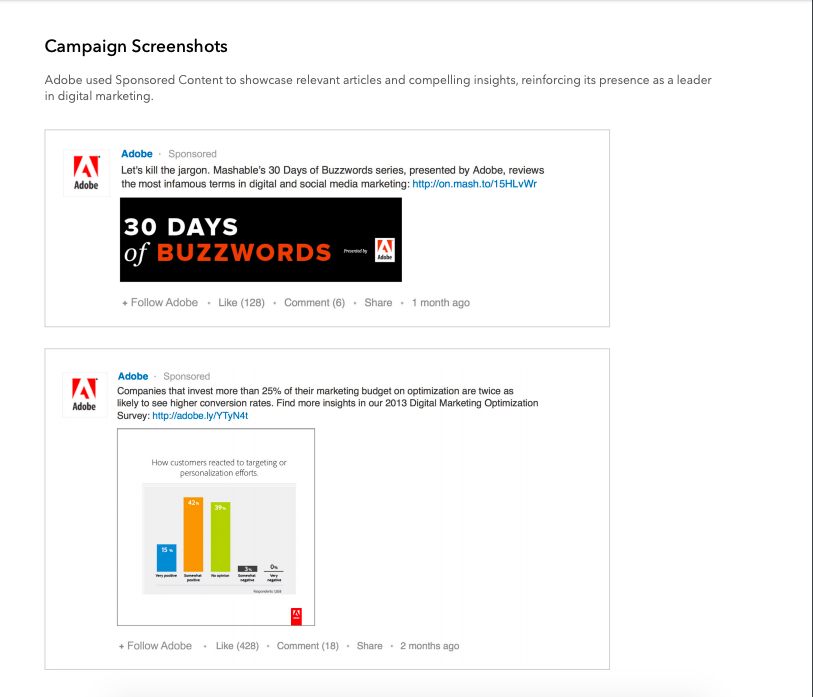 Campaign Screenshots
Adobe used Sponsored Content to showcase relevant articles and compelling insights, reinforcing its presence as a leader
in digital marketing.
Adobe
Adobe · Sponsored
Let's kill the jargon. Mashable's 30 Days of Buzzwords series, presented by Adobe, reviews
the most infamous terms in digital and social media marketing: http://on.mash.to/15HLvWr
30 DAYS
of BUZZWORDS
Presented by
Adobe
+ Follow Adobe • Like (128) • Comment (6) • Share • 1 month ago
Adobe
Adobe · Sponsored
Companies that invest more than 25% of their marketing budget on optimization are twice as
likely to see higher conversion rates. Find more insights in our 2013 Digital Marketing Optimization
Survey: http://adobe.ly/YTyN4t
How customers reacted to targeting or
personalization efforts.
15%
42%
39%
3%
0%
Very positive
Somewhat
positive
No opinion
Somewhat
negative
Very
negative
Respondents:
+ Follow Adobe • Like (428) • Comment (18) • Share • 2 months ago